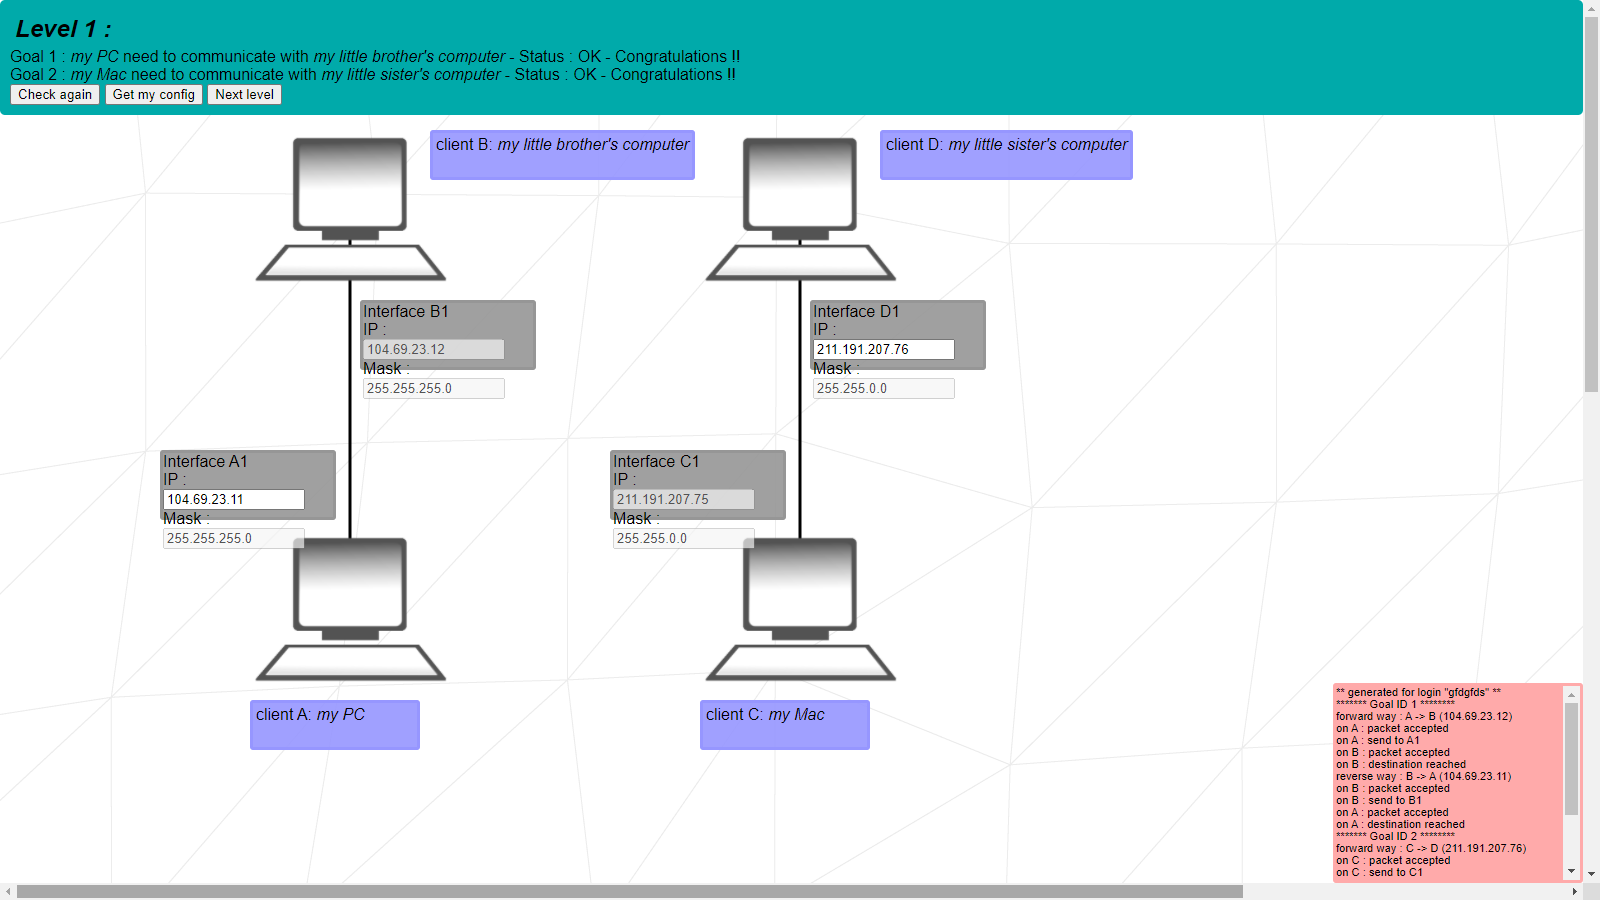 Level 1 :
Goal 1 : my PC need to communicate with my little brother's computer - Status : OK - Congratulations !!
Goal 2 : my Mac need to communicate with my little sister's computer - Status : OK - Congratulations !!
Check again Get my config Next level
client B: my little brother's computer
client D: my little sister's computer
Interface B1
IP :
104.69.23.12
Mask :
255.255.255.0
Interface D1
IP :
211.191.207.76
Mask :
255.255.0.0
Interface A1
IP :
104.69.23.11
Mask :
255.255.255.0
Interface C1
IP :
211.191.207.75
Mask :
255.255.0.0
client A: my PC
client C: my Mac
** generated for login "gfdgfds" **
******* Goal ID 1 ********
forward way : A -> B (104.69.23.12)
on A : packet accepted
on A : send to A1
on B : packet accepted
on B : destination reached
reverse way : B -> A (104.69.23.11)
on B : packet accepted
on B : send to B1
on A : packet accepted
on A : destination reached
******* Goal ID 2 ********
forward way : C -> D (211.191.207.76)
on C : packet accepted
on C : send to C1